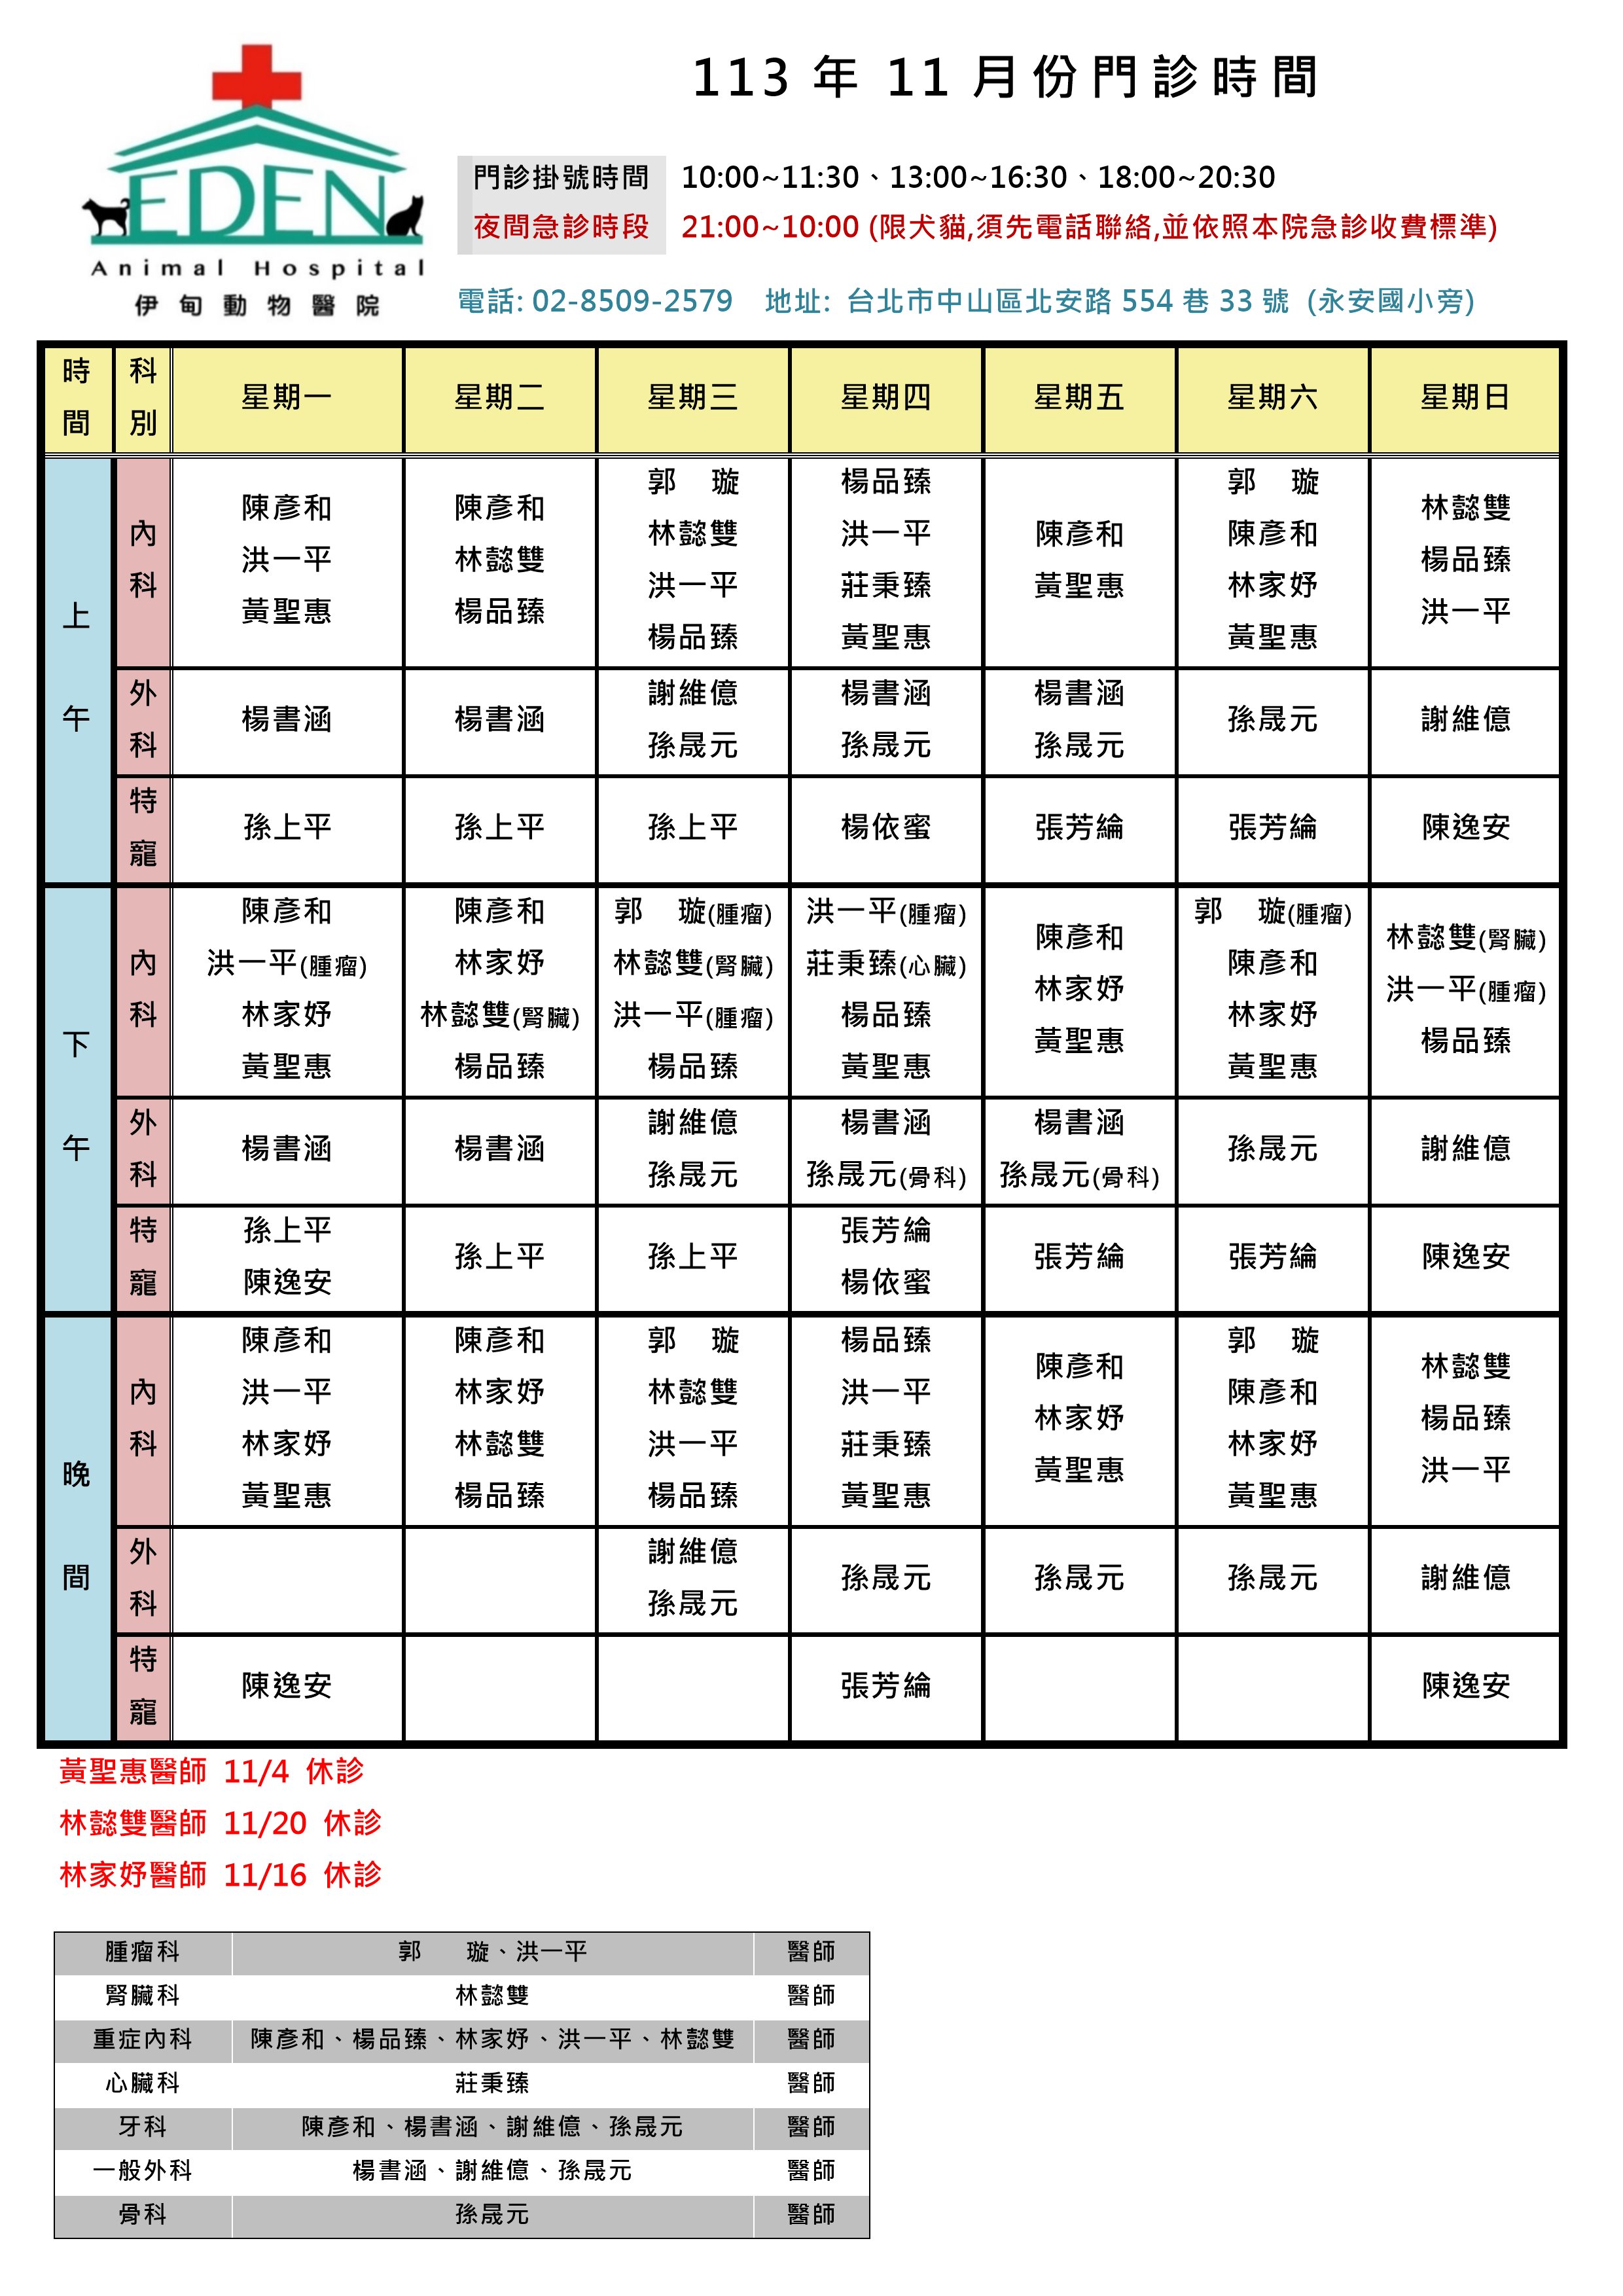 113 年 11 月份門診時間
EDEN
Animal Hospital
伊甸動物醫院
門診掛號時間 10:00~11:30、13:00~16:30、18:00~20:30
夜間急診時段 21:00~10:00 (限犬貓,須先電話聯絡,並依照本院急診收費標準)
電話: 02-8509-2579 地址: 台北市中山區北安路 554 巷 33 號 (永安國小旁)
時間 科別 星期一 星期二 星期三 星期四 星期五 星期六 星期日
上午
內科
陳彥和 洪一平 黃聖惠
陳彥和 林懿雙 楊品臻
郭 璇 林懿雙 洪一平 楊品臻
楊品臻 洪一平 莊秉臻 黃聖惠
陳彥和 黃聖惠
郭 璇 陳彥和 林家妤 黃聖惠
林懿雙 楊品臻 洪一平
外科
楊書涵
楊書涵
謝維億 孫晟元
楊書涵 孫晟元
楊書涵 孫晟元
孫晟元
謝維億
特寵
孫上平
孫上平
孫上平
楊依蜜
張芳綸
張芳綸
陳逸安
下午
內科
陳彥和 洪一平(腫瘤) 林家妤 黃聖惠
陳彥和 林家妤 林懿雙(腎臟) 楊品臻
郭 璇(腫瘤) 林懿雙(腎臟) 洪一平(腫瘤) 楊品臻
洪一平(腫瘤) 莊秉臻(心臟) 楊品臻 黃聖惠
陳彥和 林家妤 黃聖惠
郭 璇(腫瘤) 陳彥和 林家妤 黃聖惠
林懿雙(腎臟) 洪一平(腫瘤) 楊品臻
外科
楊書涵
楊書涵
謝維億 孫晟元
楊書涵 孫晟元(骨科)
楊書涵 孫晟元(骨科)
孫晟元
謝維億
特寵
孫上平 陳逸安
孫上平
孫上平
張芳綸 楊依蜜
張芳綸
張芳綸
陳逸安
晚間
內科
陳彥和 洪一平 林家妤 黃聖惠
陳彥和 林家妤 林懿雙 楊品臻
郭 璇 林懿雙 洪一平 楊品臻
楊品臻 洪一平 莊秉臻 黃聖惠
陳彥和 林家妤 黃聖惠
郭 璇 陳彥和 林家妤 黃聖惠
林懿雙 楊品臻 洪一平
外科
謝維億 孫晟元
孫晟元
孫晟元
孫晟元
謝維億
特寵
陳逸安
張芳綸
陳逸安
黃聖惠醫師 11/4 休診
林懿雙醫師 11/20 休診
林家妤醫師 11/16 休診
腫瘤科 郭 璇、洪一平 醫師
腎臟科 林懿雙 醫師
重症內科 陳彥和、楊品臻、林家妤、洪一平、林懿雙 醫師
心臟科 莊秉臻 醫師
牙科 陳彥和、楊書涵、謝維億、孫晟元 醫師
一般外科 楊書涵、謝維億、孫晟元 醫師
骨科 孫晟元 醫師